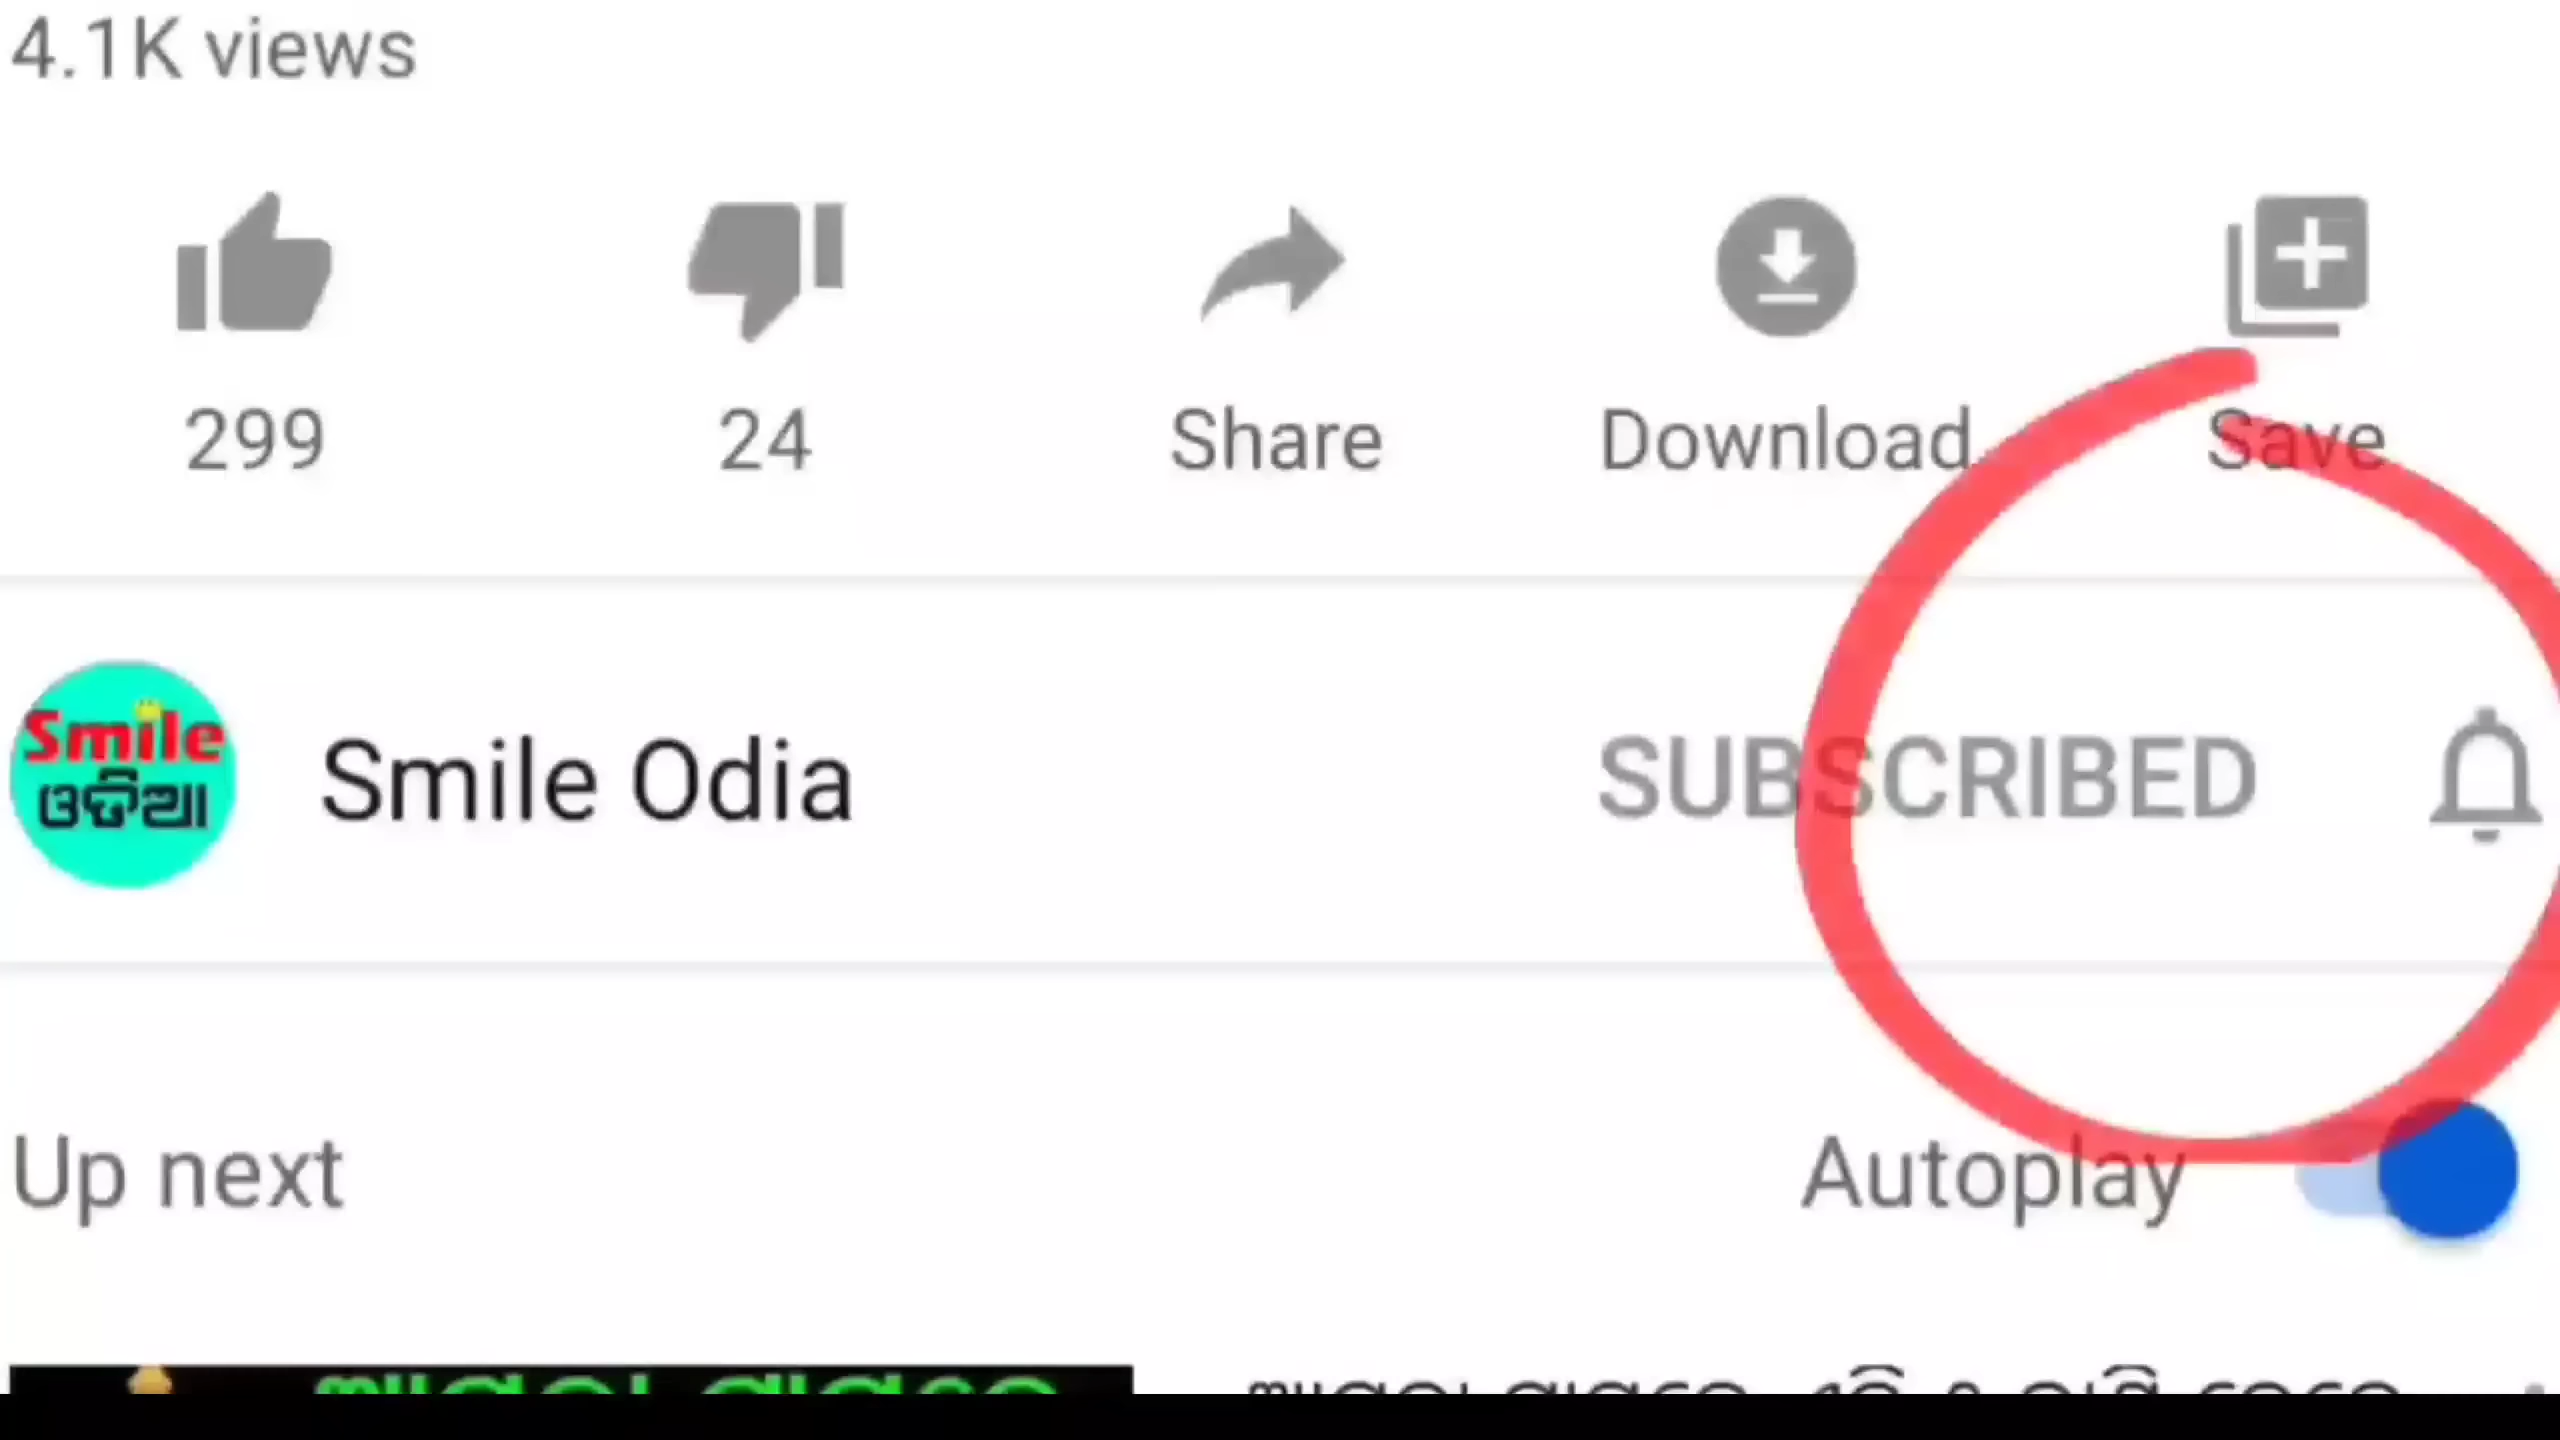 4.1K views
299 24 Share Download Save
Smile
ଓଡିଆ
Smile Odia SUBSCRIBED
Up next Autoplay